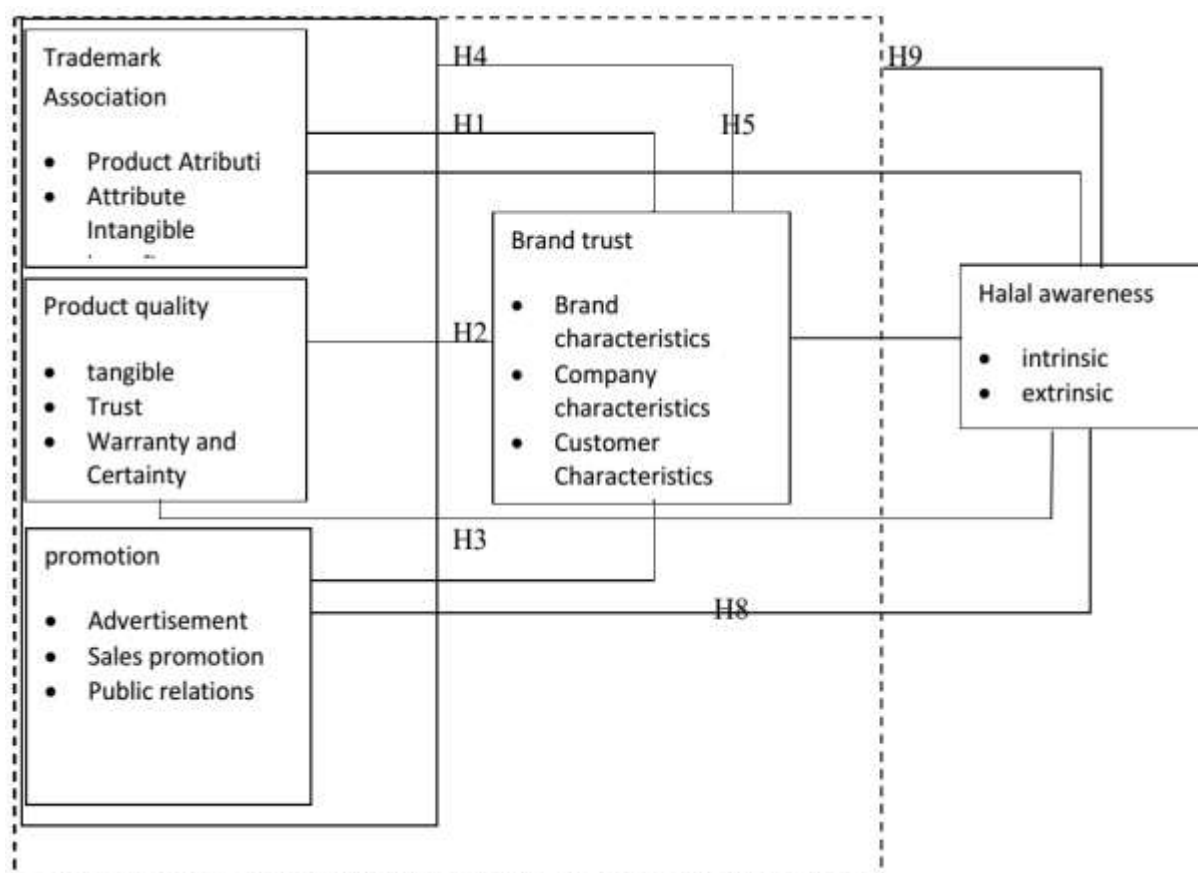 Trademark
Association
• Product Atributi
• Attribute
Intangible
Product quality
• tangible
• Trust
• Warranty and
Certainty
promotion
• Advertisement
• Sales promotion
• Public relations
H4
H1
H5
H2
H3
H8
H9
Brand trust
• Brand
characteristics
• Company
characteristics
• Customer
Characteristics
Halal awareness
• intrinsic
• extrinsic